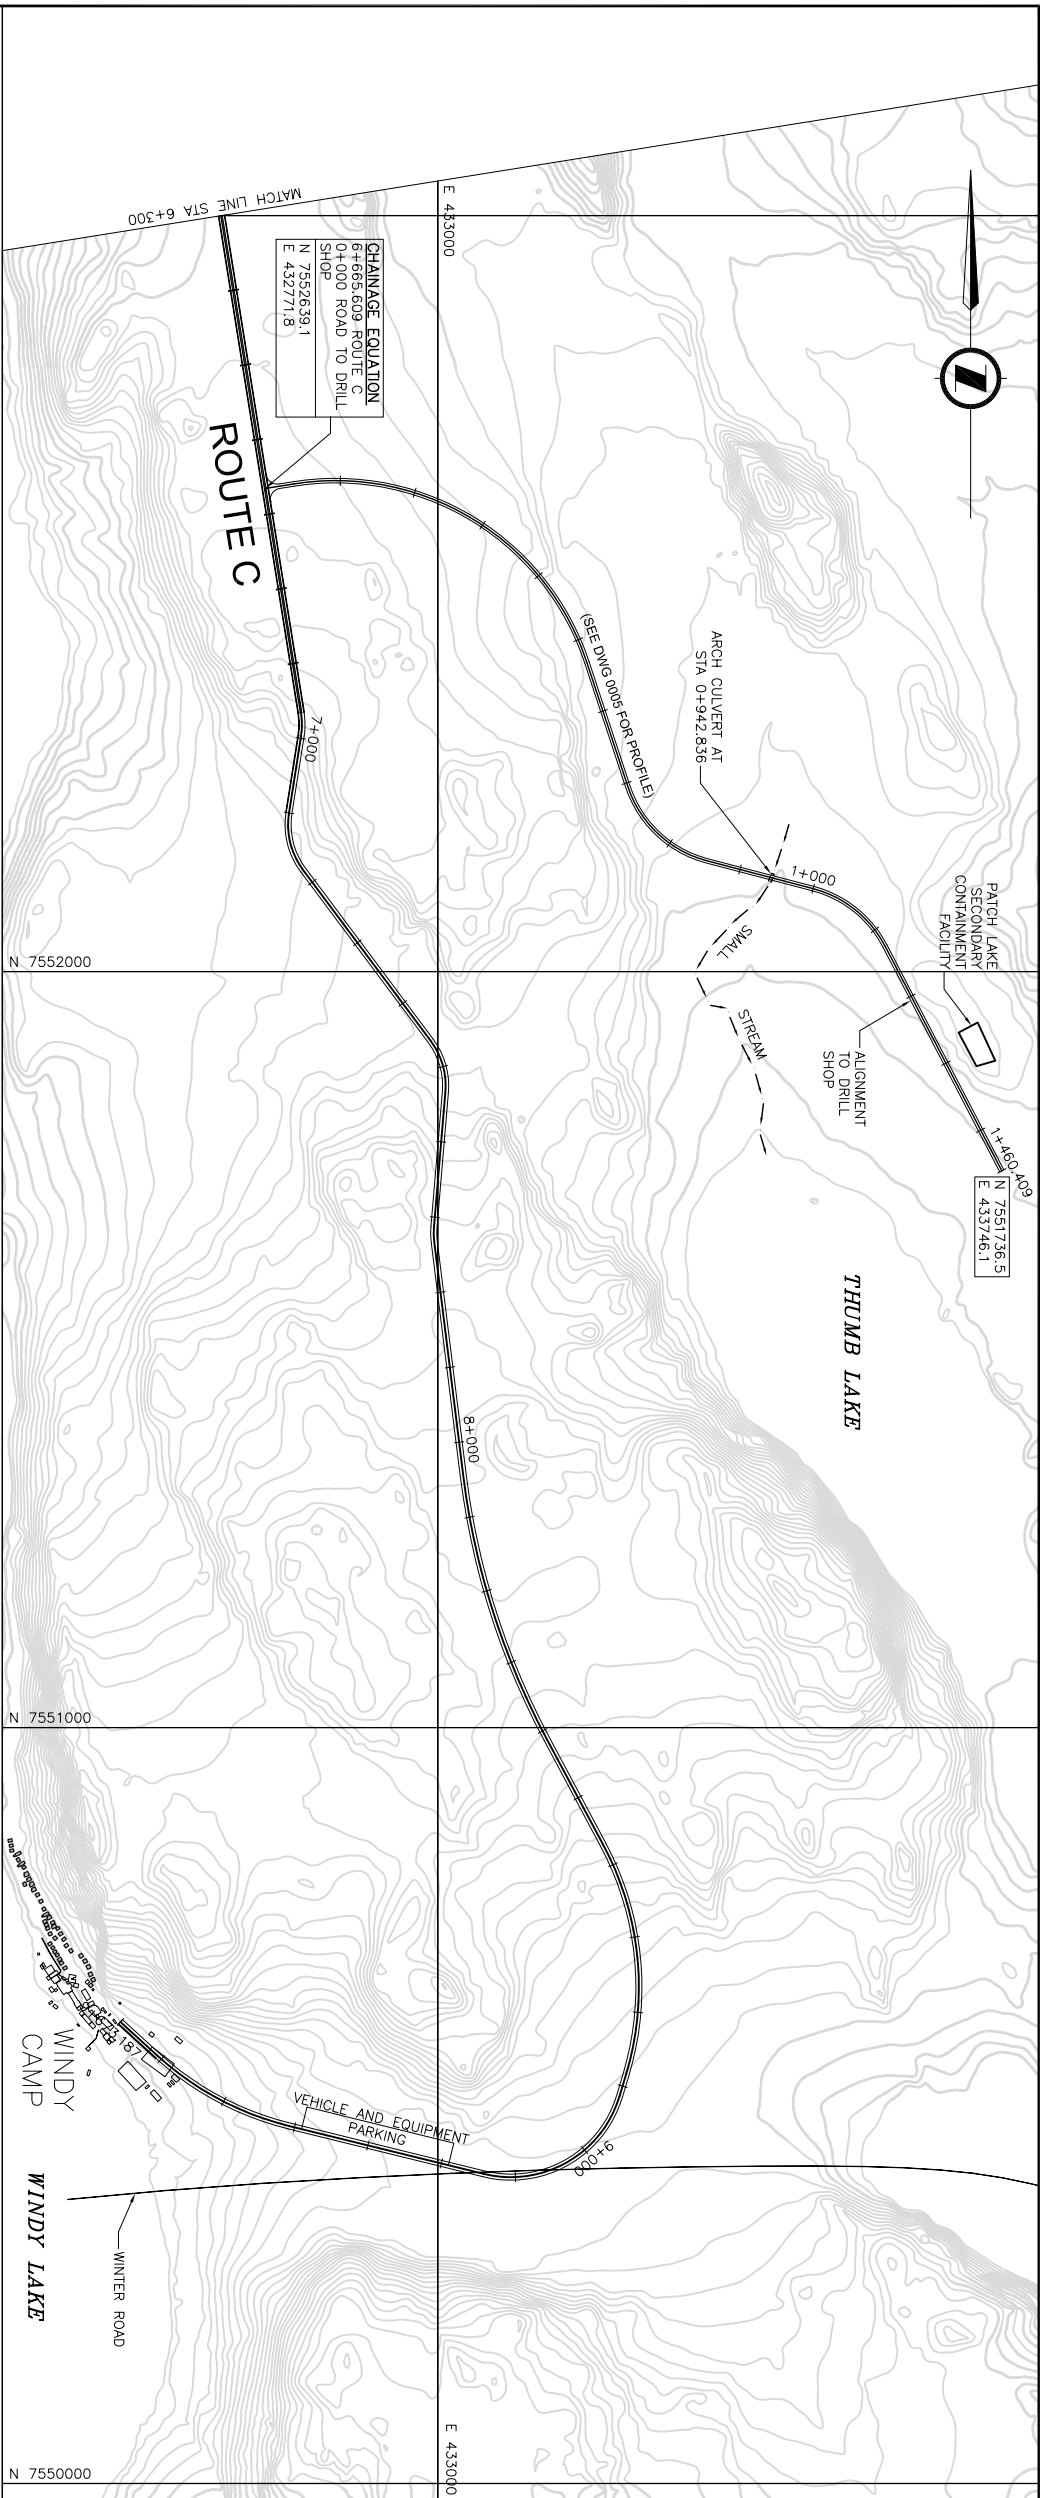 MATCH LINE STA 6+300
E 433000
CHAINAGE EQUATION
6+665.609 ROUTE C
0+000 ROAD TO DRILL
SHOP
N 7552639.1
E 432771.8
ROUTE C
(SEE DWG 0005 FOR PROFILE)
ARCH CULVERT AT
STA 0+942.836
7+000
1+000
PATCH LAKE
SECONDARY
CONTAINMENT
FACILITY
SMALL
STREAM
N 7552000
ALIGNMENT
TO DRILL
SHOP
1+460.409
N 7551736.5
E 433746.1
THUMB LAKE
8+000
N 7551000
WINDY
CAMP
VEHICLE AND EQUIPMENT
PARKING
9+000
WINDY LAKE
WINTER ROAD
E 433000
N 7550000